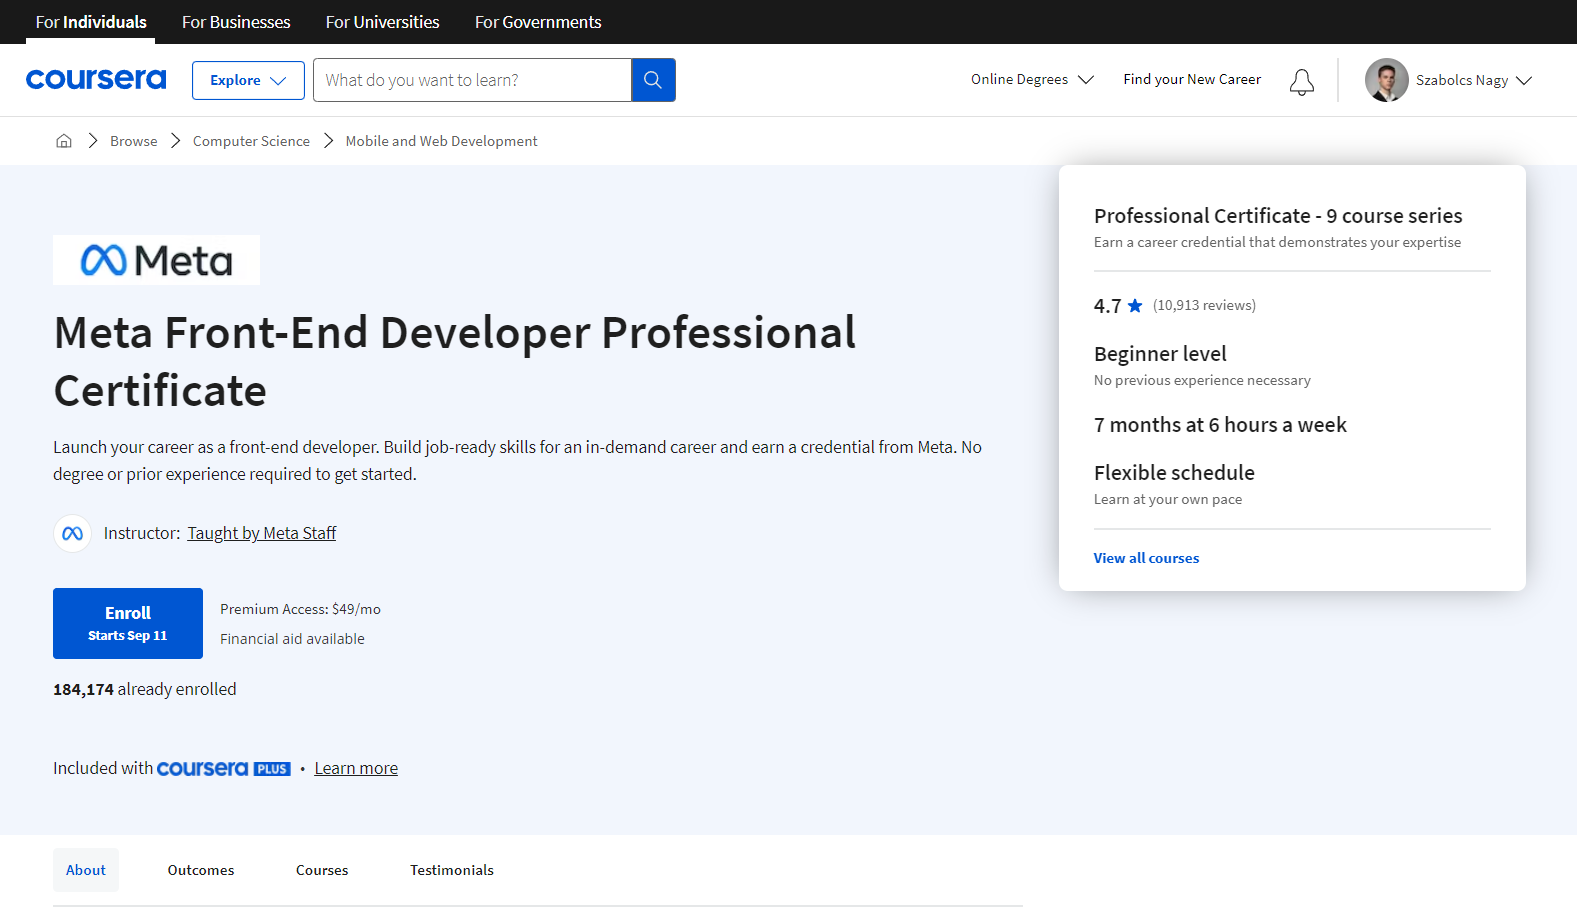 For Individuals
For Businesses
For Universities
For Governments
coursera
Explore
What do you want to learn?
Online Degrees
Find your New Career
Szabolcs Nagy
Browse
Computer Science
Mobile and Web Development
Meta
Meta Front-End Developer Professional
Certificate
Launch your career as a front-end developer. Build job-ready skills for an in-demand career and earn a credential from Meta. No
degree or prior experience required to get started.
Instructor: Taught by Meta Staff
Enroll
Starts Sep 11
Premium Access: $49/mo
Financial aid available
184,174 already enrolled
Included with coursera PLUS • Learn more
Professional Certificate - 9 course series
Earn a career credential that demonstrates your expertise
4.7 ★ (10,913 reviews)
Beginner level
No previous experience necessary
7 months at 6 hours a week
Flexible schedule
Learn at your own pace
View all courses
About
Outcomes
Courses
Testimonials